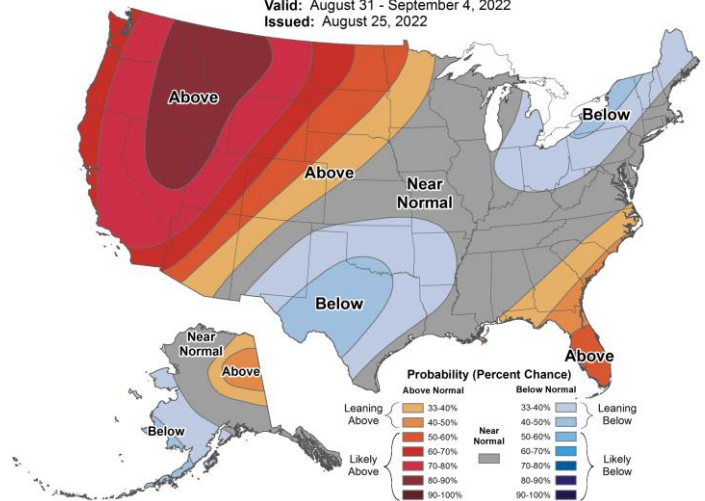 Valid: August 31 - September 4, 2022
Issued: August 25, 2022
Above
Below
Above
Near
Normal
Below
Near
Normal
Above
Above
Below
Probability (Percent Chance)
Above Normal
Below Normal
Leaning
Above
33-40%
40-50%
Likely
Above
50-60%
60-70%
70-80%
80-90%
90-100%
Near
Normal
33-40%
40-50%
Leaning
Below
50-60%
60-70%
70-80%
80-90%
90-100%
Likely
Below